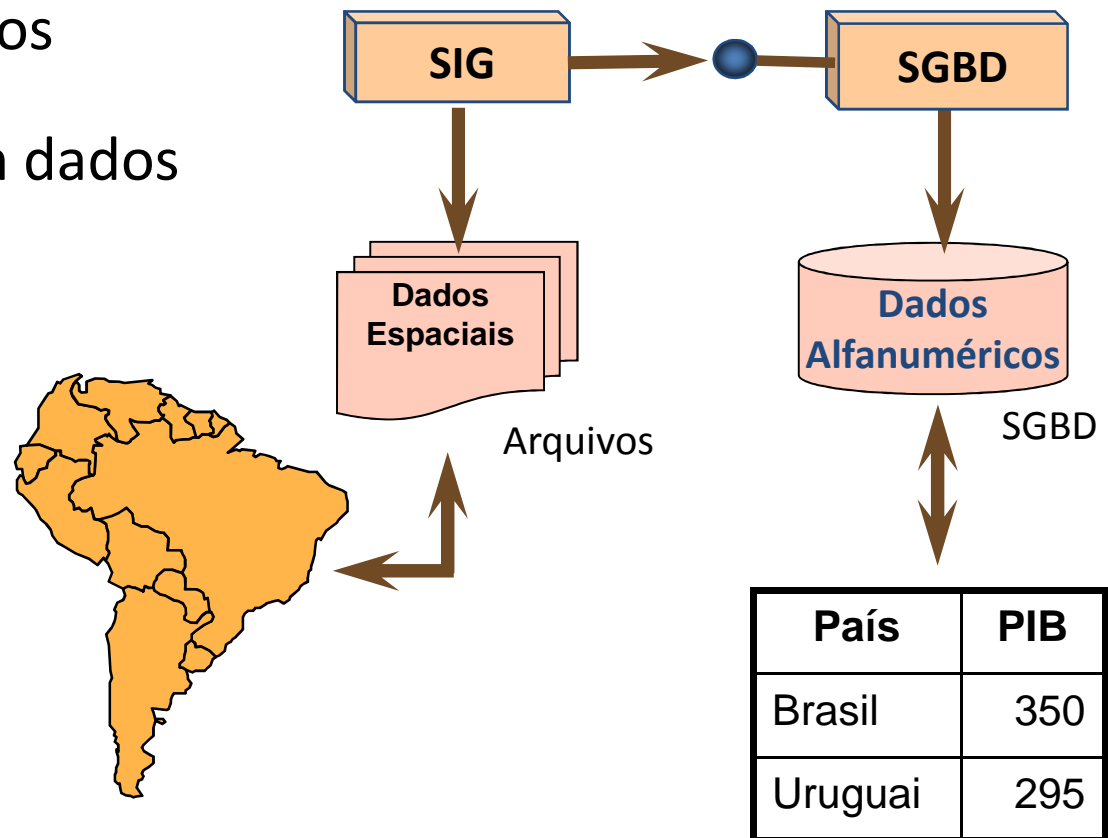 os
SIG
SGBD
dados
Dados
Espaciais
Dados
Alfanuméricos
Arquivos
SGBD
País PIB
Brasil 350
Uruguai 295